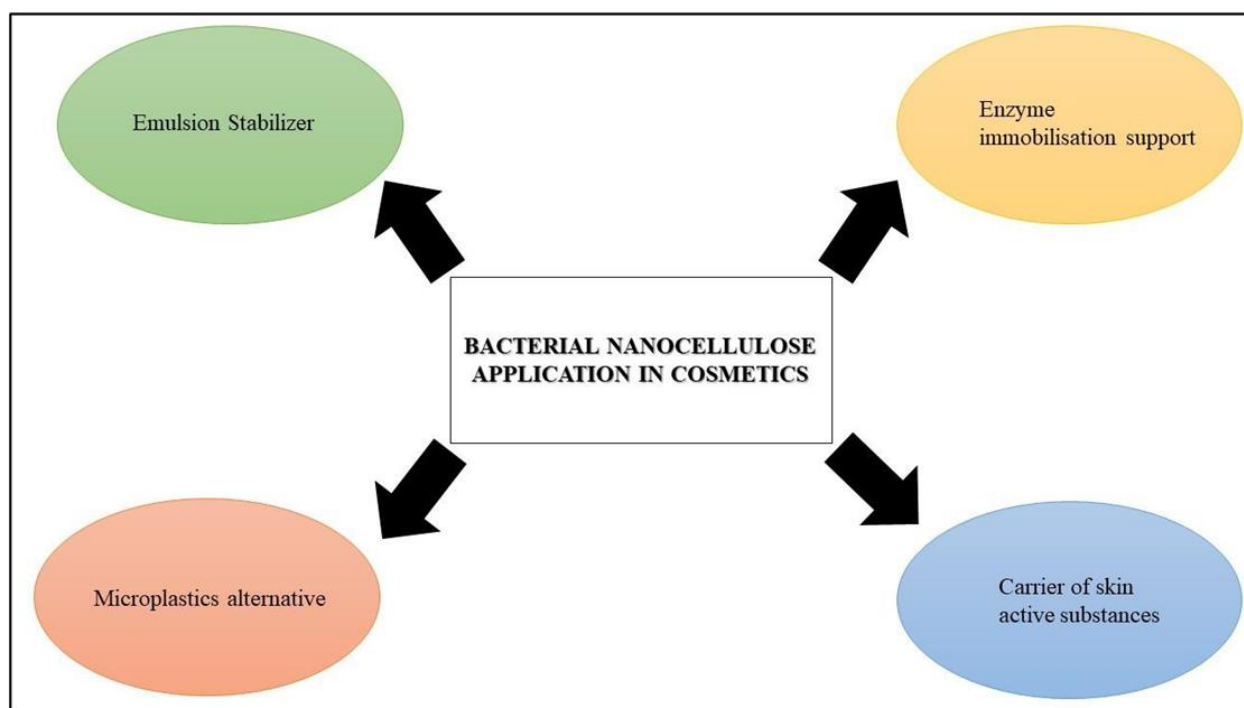 Emulsion Stabilizer
Enzyme
immobilisation support
BACTERIAL NANOCELLULOSE
APPLICATION IN COSMETICS
Microplastics alternative
Carrier of skin
active substances